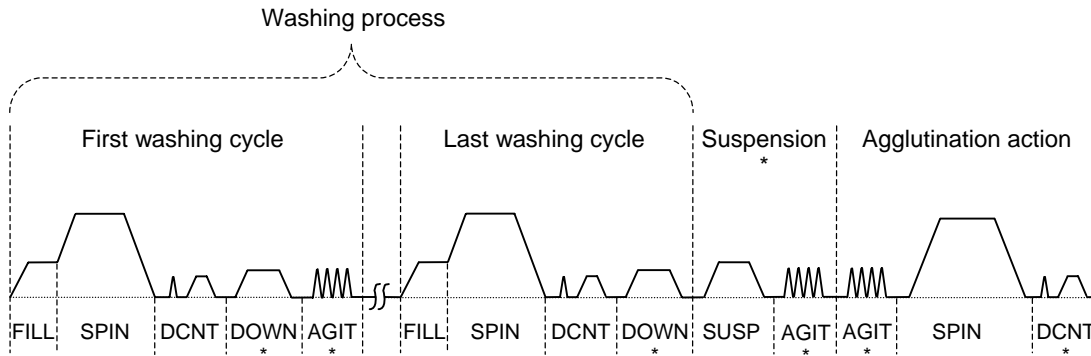 Washing process
First washing cycle Last washing cycle Suspension Agglutination action
*
FILL SPIN DCNT DOWN AGIT FILL SPIN DCNT DOWN SUSP AGIT AGIT SPIN DCNT
* * * * * *